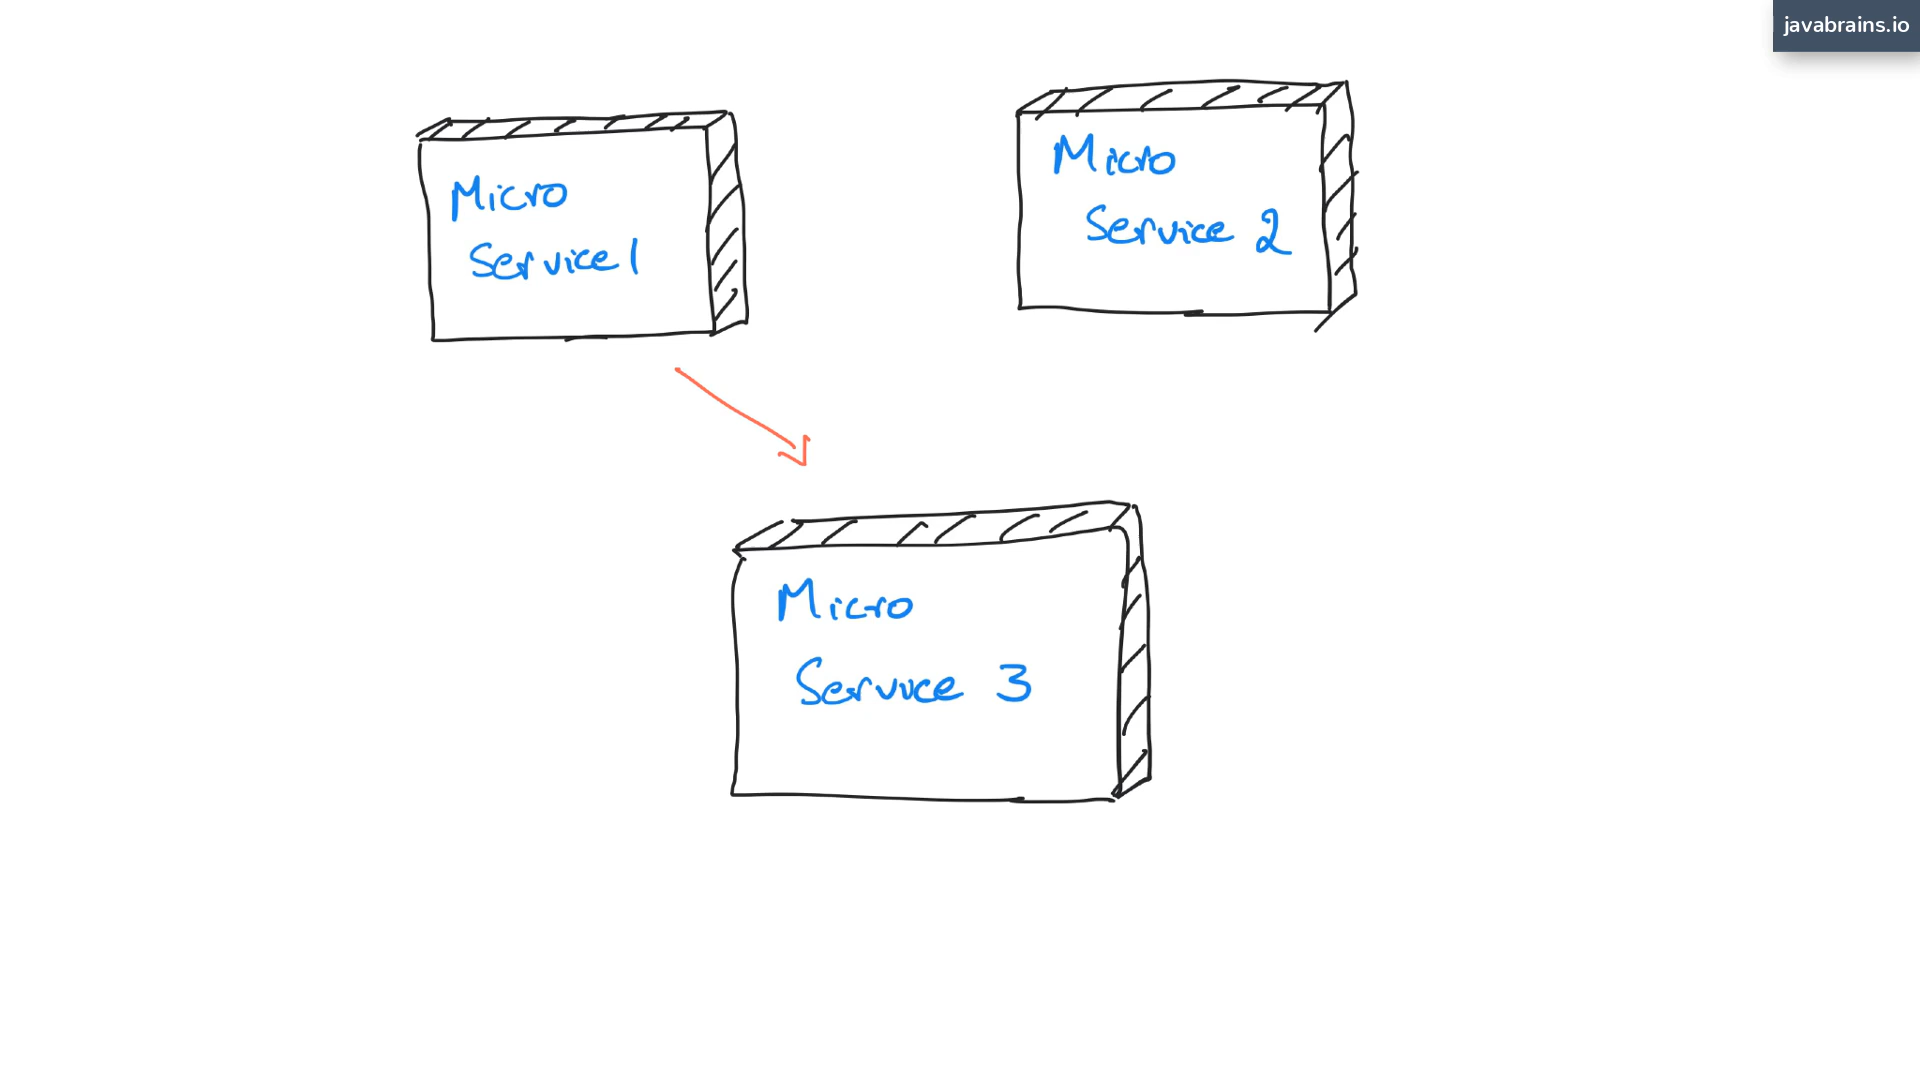 javabrains.io
Micro
Service 1
Micro
Service 2
Micro
Service 3